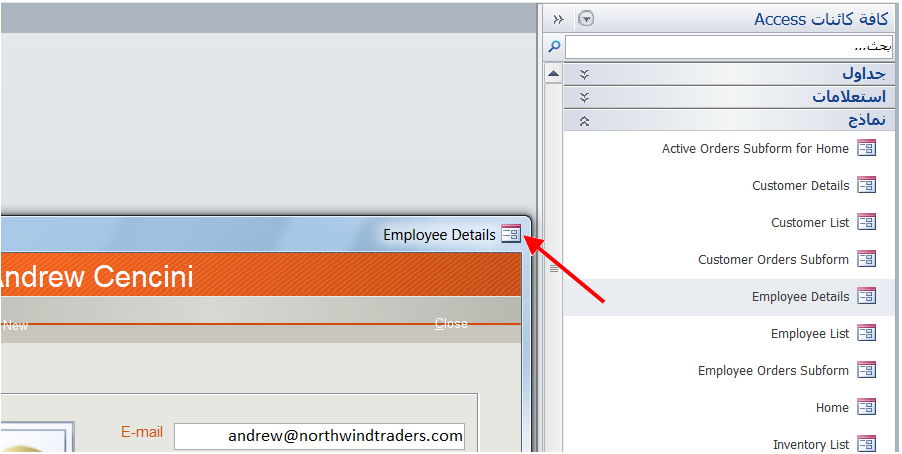 كافة كائنات Access
بحث...
جداول
استعلامات
نماذج
Active Orders Subform for Home
Customer Details
Customer List
Customer Orders Subform
Employee Details
Employee List
Employee Orders Subform
Home
Inventory List
Employee Details
Andrew Cencini
New
Close
E-mail
andrew@northwindtraders.com